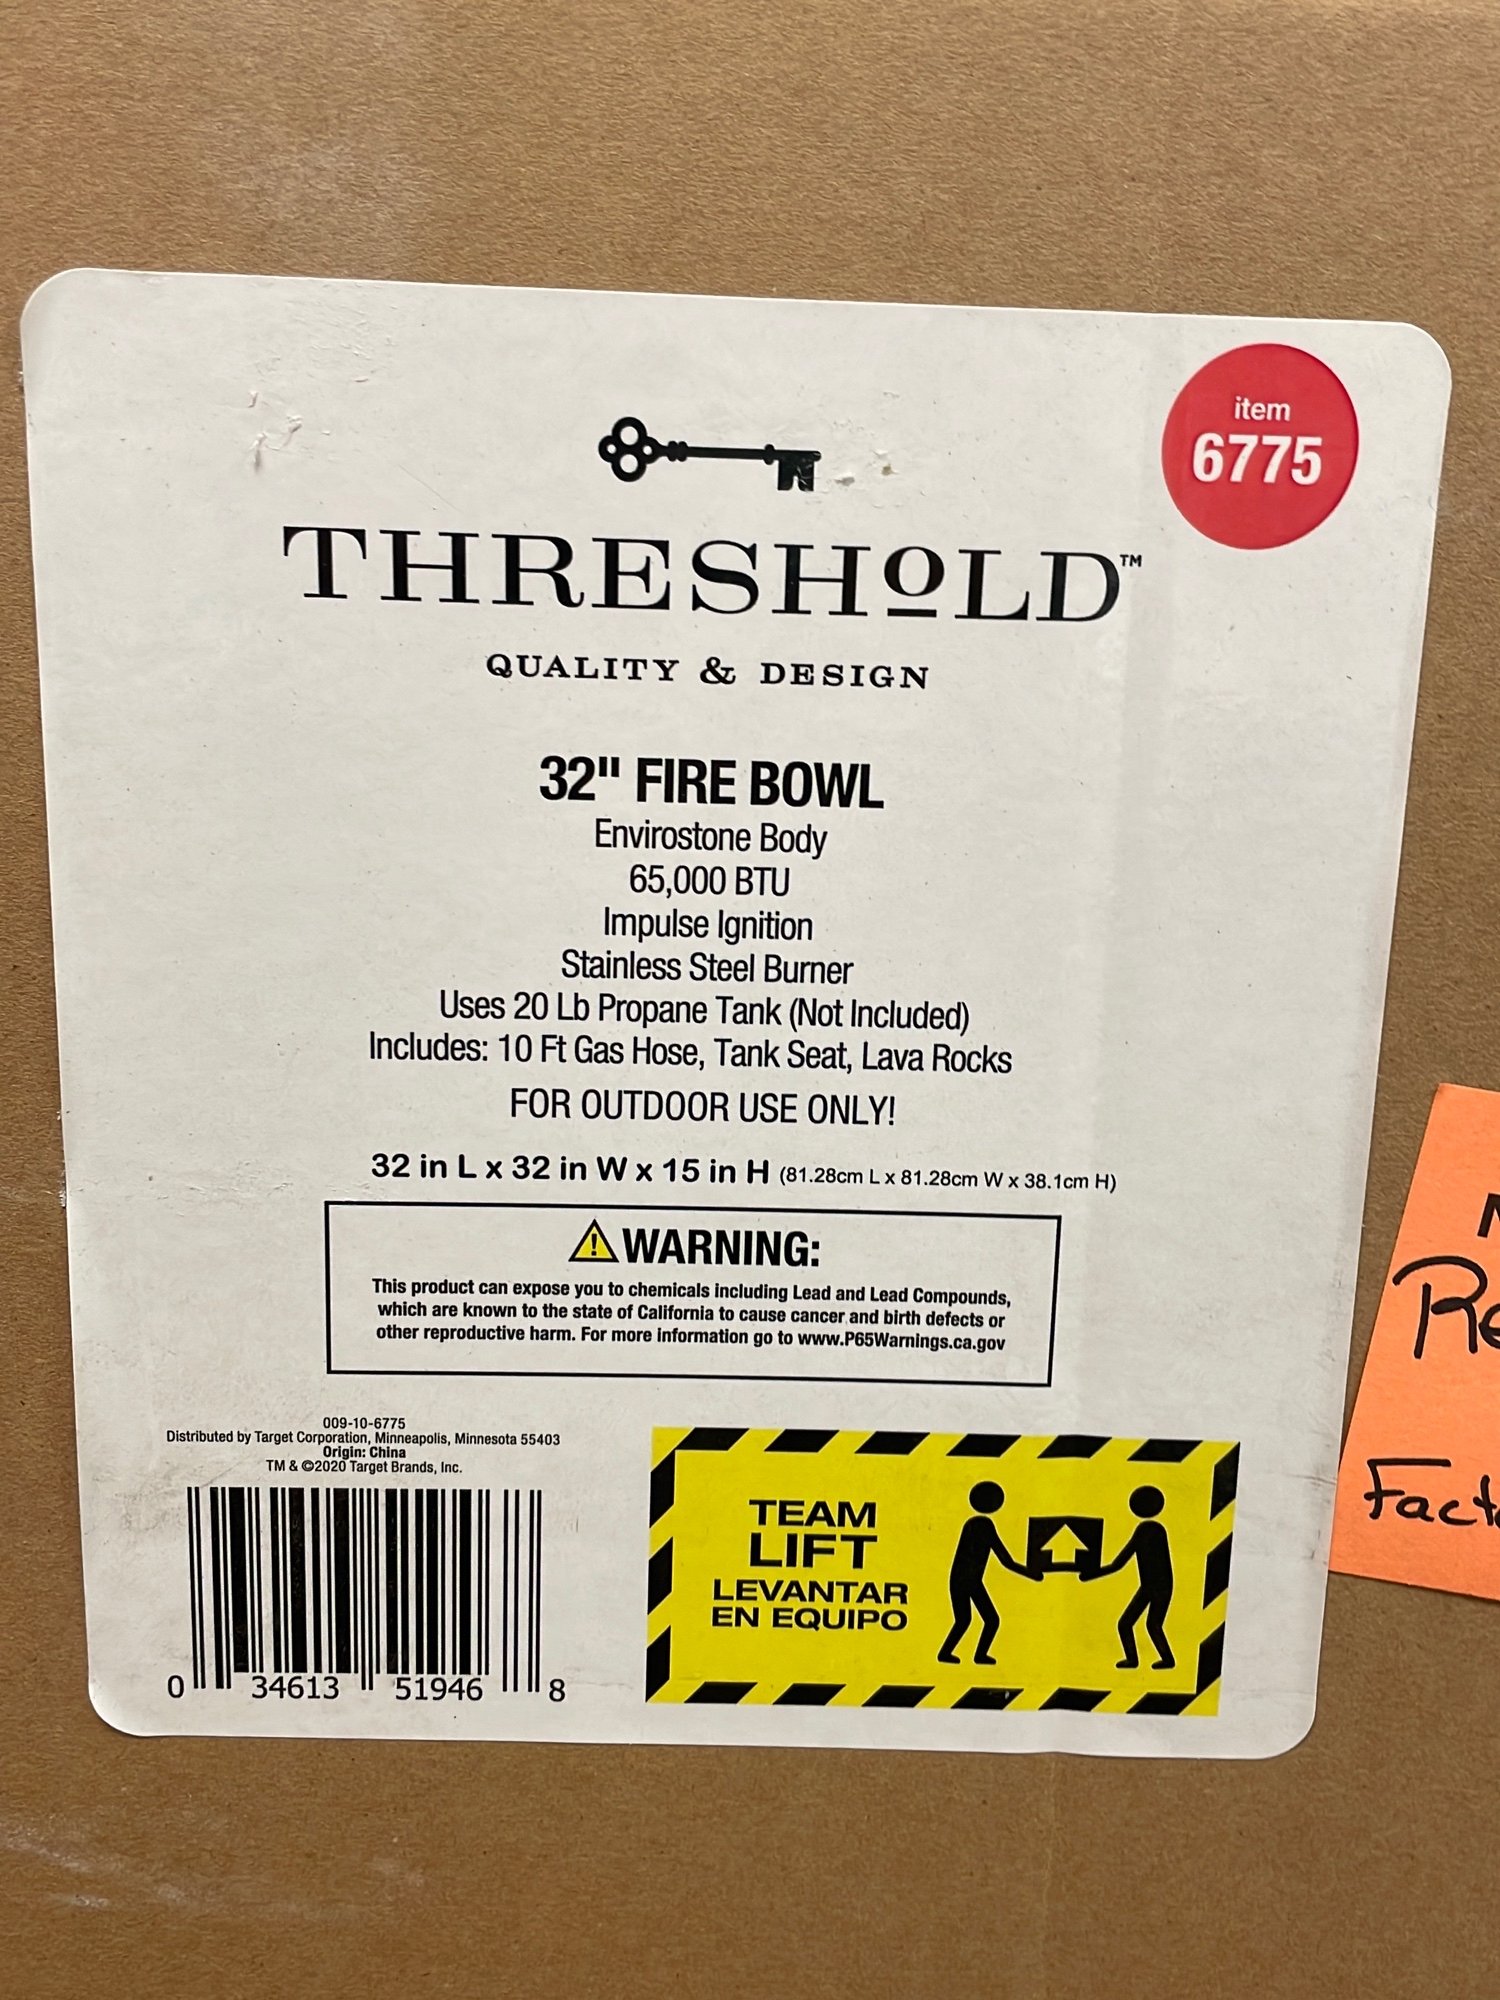 item
6775
THRESHOLD™
QUALITY & DESIGN
32" FIRE BOWL
Envirostone Body
65,000 BTU
Impulse Ignition
Stainless Steel Burner
Uses 20 Lb Propane Tank (Not Included)
Includes: 10 Ft Gas Hose, Tank Seat, Lava Rocks
FOR OUTDOOR USE ONLY!
32 in L x 32 in W x 15 in H (81.28cm L x 81.28cm W x 38.1cm H)
WARNING:
This product can expose you to chemicals including Lead and Lead Compounds,
which are known to the state of California to cause cancer and birth defects or
other reproductive harm. For more information go to www.P65Warnings.ca.gov
009-10-6775
Distributed by Target Corporation, Minneapolis, Minnesota 55403
Origin: China
TM & ©2020 Target Brands, Inc.
0 34613 51946 8
TEAM
LIFT
LEVANTAR
EN EQUIPO